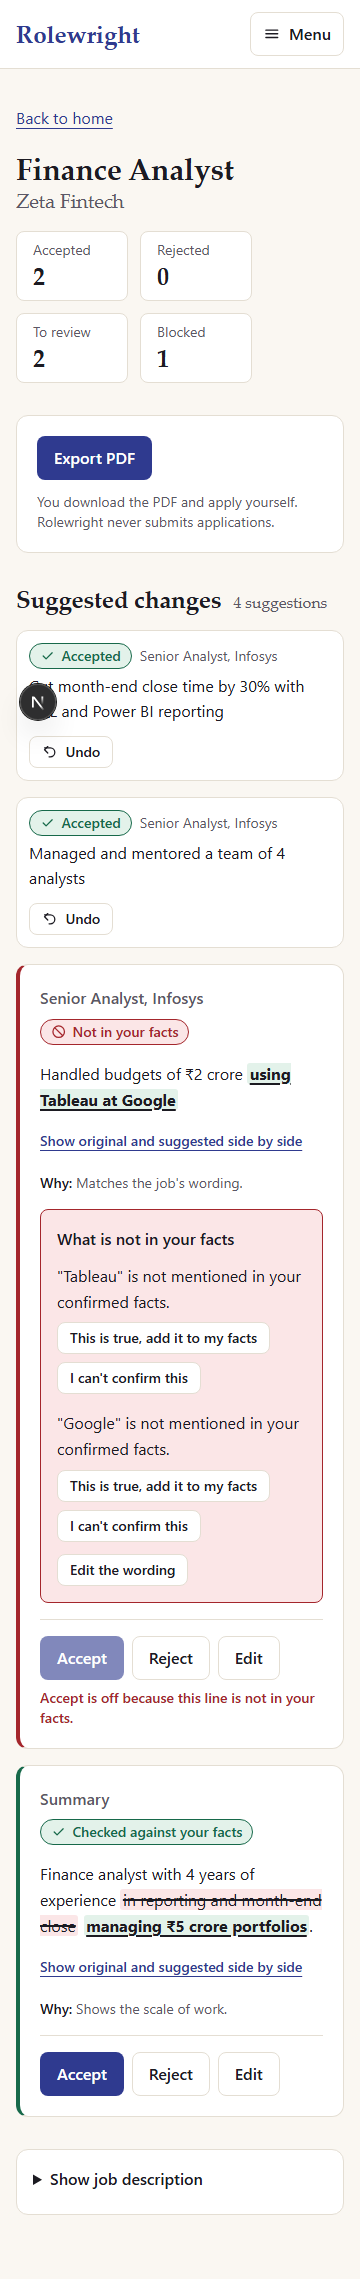 Rolewright
Menu
Back to home
Finance Analyst
Zeta Fintech
Accepted
2
Rejected
0
To review
2
Blocked
1
Export PDF
You download the PDF and apply yourself.
Rolewright never submits applications.
Suggested changes 4 suggestions
Accepted Senior Analyst, Infosys
month-end close time by 30% with
and Power BI reporting
Undo
Accepted Senior Analyst, Infosys
Managed and mentored a team of 4
analysts
Undo
Senior Analyst, Infosys
Not in your facts
Handled budgets of ₹2 crore using
Tableau at Google
Show original and suggested side by side
Why: Matches the job's wording.
What is not in your facts
"Tableau" is not mentioned in your
confirmed facts.
This is true, add it to my facts
I can't confirm this
"Google" is not mentioned in your
confirmed facts.
This is true, add it to my facts
I can't confirm this
Edit the wording
Accept Reject Edit
Accept is off because this line is not in your
facts.
Summary
Checked against your facts
Finance analyst with 4 years of
experience in reporting and month-end
close managing ₹5 crore portfolios.
Show original and suggested side by side
Why: Shows the scale of work.
Accept Reject Edit
Show job description